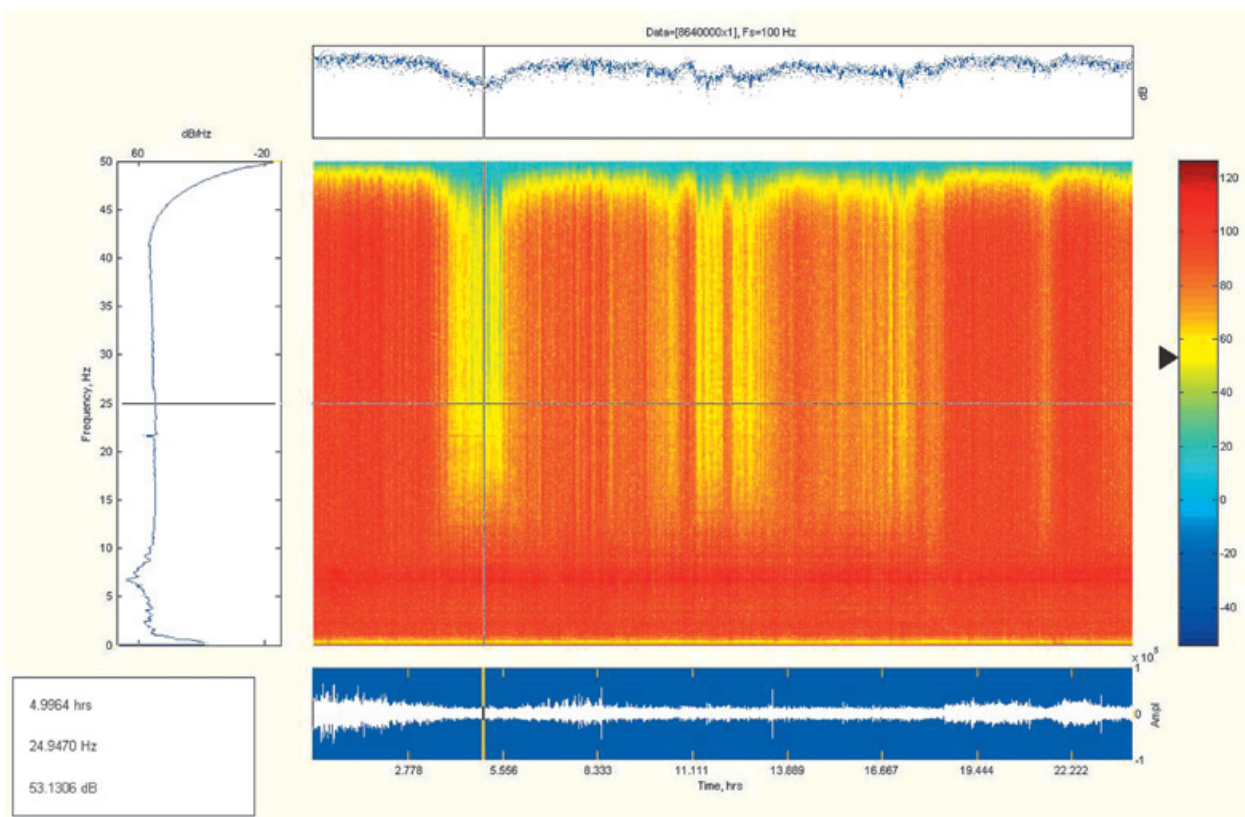 Data=[8640000x1], Fs=100 Hz
dB
dB/Hz
60 -20
50
45
40
35
30
25
20
15
10
5
0
Frequency, Hz
120
100
80
60
40
20
0
-20
-40
x 10^5
1
0
-1
Ampl
2.778 5.556 8.333 11.111 13.889 16.667 19.444 22.222
Time, hrs
4.9964 hrs
24.9470 Hz
53.1306 dB